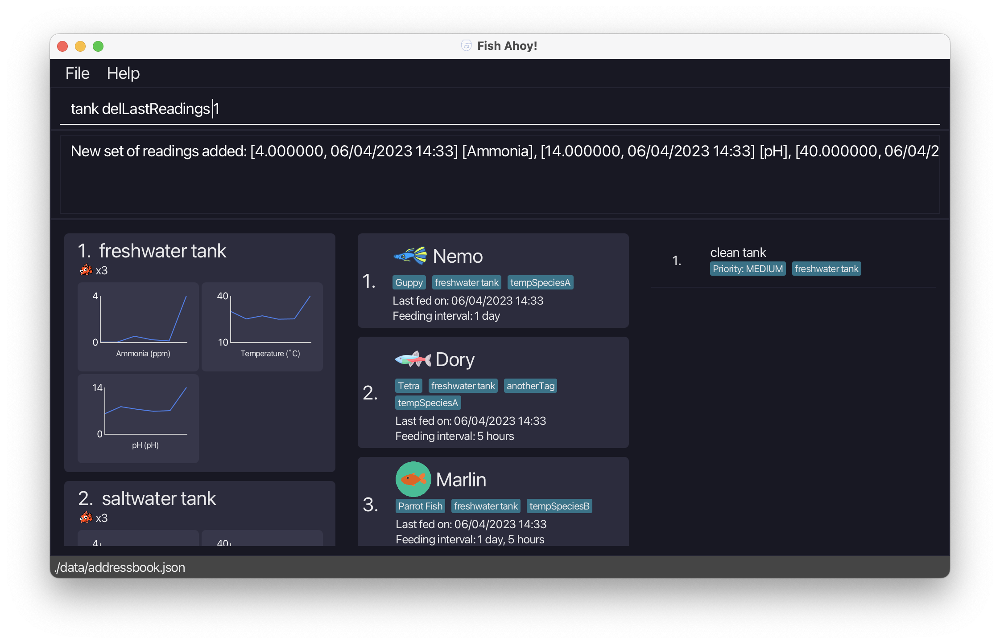 Fish Ahoy!
File Help
tank delLastReadings 1
New set of readings added: [4.000000, 06/04/2023 14:33] [Ammonia], [14.000000, 06/04/2023 14:33] [pH], [40.000000, 06/04/2
1. freshwater tank
x3
4
0
Ammonia (ppm)
40
10
Temperature (˚C)
14
0
pH (pH)
2. saltwater tank
x3
4
40
1.
Nemo
Guppy freshwater tank tempSpeciesA
Last fed on: 06/04/2023 14:33
Feeding interval: 1 day
2.
Dory
Tetra freshwater tank anotherTag
tempSpeciesA
Last fed on: 06/04/2023 14:33
Feeding interval: 5 hours
3.
Marlin
Parrot Fish freshwater tank tempSpeciesB
Last fed on: 06/04/2023 14:33
Feeding interval: 1 day, 5 hours
1.
clean tank
Priority: MEDIUM freshwater tank
./data/addressbook.json